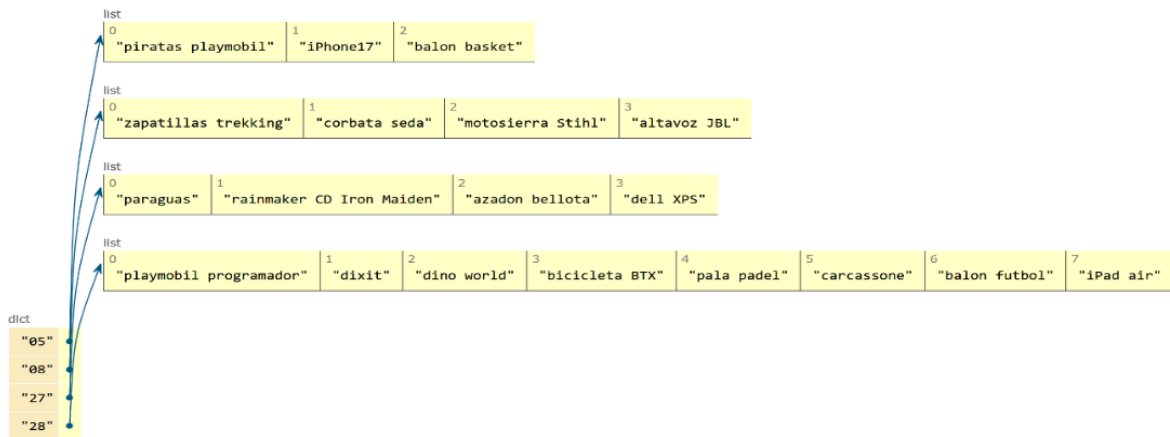 list
0 1 2
"piratas playmobil" "iPhone17" "balon basket"
list
0 1 2 3
"zapatillas trekking" "corbata seda" "motosierra Stihl" "altavoz JBL"
list
0 1 2 3
"paraguas" "rainmaker CD Iron Maiden" "azadon bellota" "dell XPS"
list
0 1 2 3 4 5 6 7
"playmobil programador" "dixit" "dino world" "bicicleta BTX" "pala padel" "carcassone" "balon futbol" "iPad air"
dict
"05"
"08"
"27"
"28"